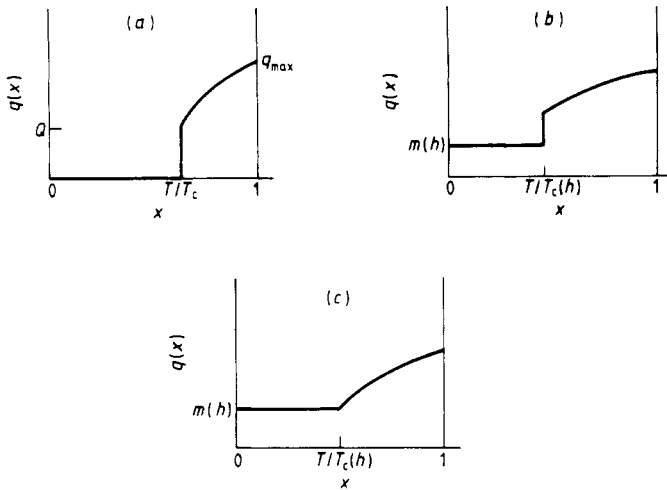 (a)
q(x)
q_max
Q
0
T/T_c
1
x
(b)
q(x)
m(h)
0
T/T_c(h)
1
x
(c)
q(x)
m(h)
0
T/T_c(h)
1
x